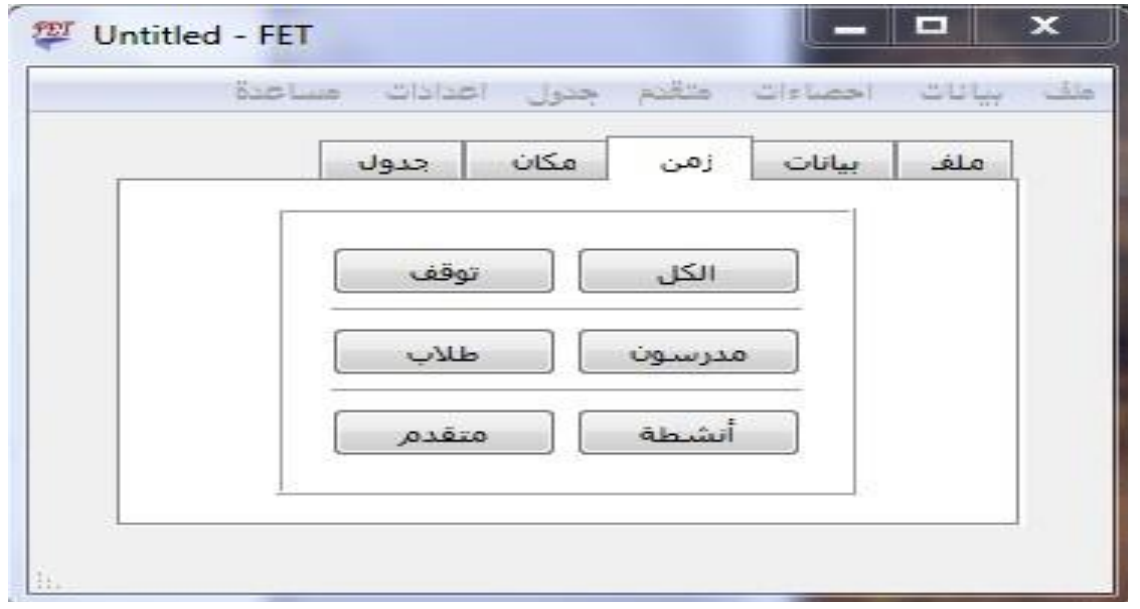 FET Untitled - FET
ملف بيانات احصاءات متقدم جدول اعدادات مساعدة
ملف بيانات زمن مكان جدول
الكل توقف
مدرسون طلاب
أنشطة متقدم